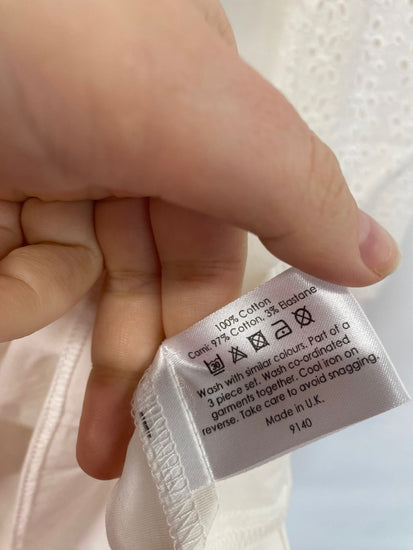 100% Cotton
Cami: 97% Cotton, 3% Elastane
30
Wash with similar colours. Part of a
3 piece set. Wash co-ordinated
garments together. Cool iron on
reverse. Take care to avoid snagging.
Made in U.K.
9140